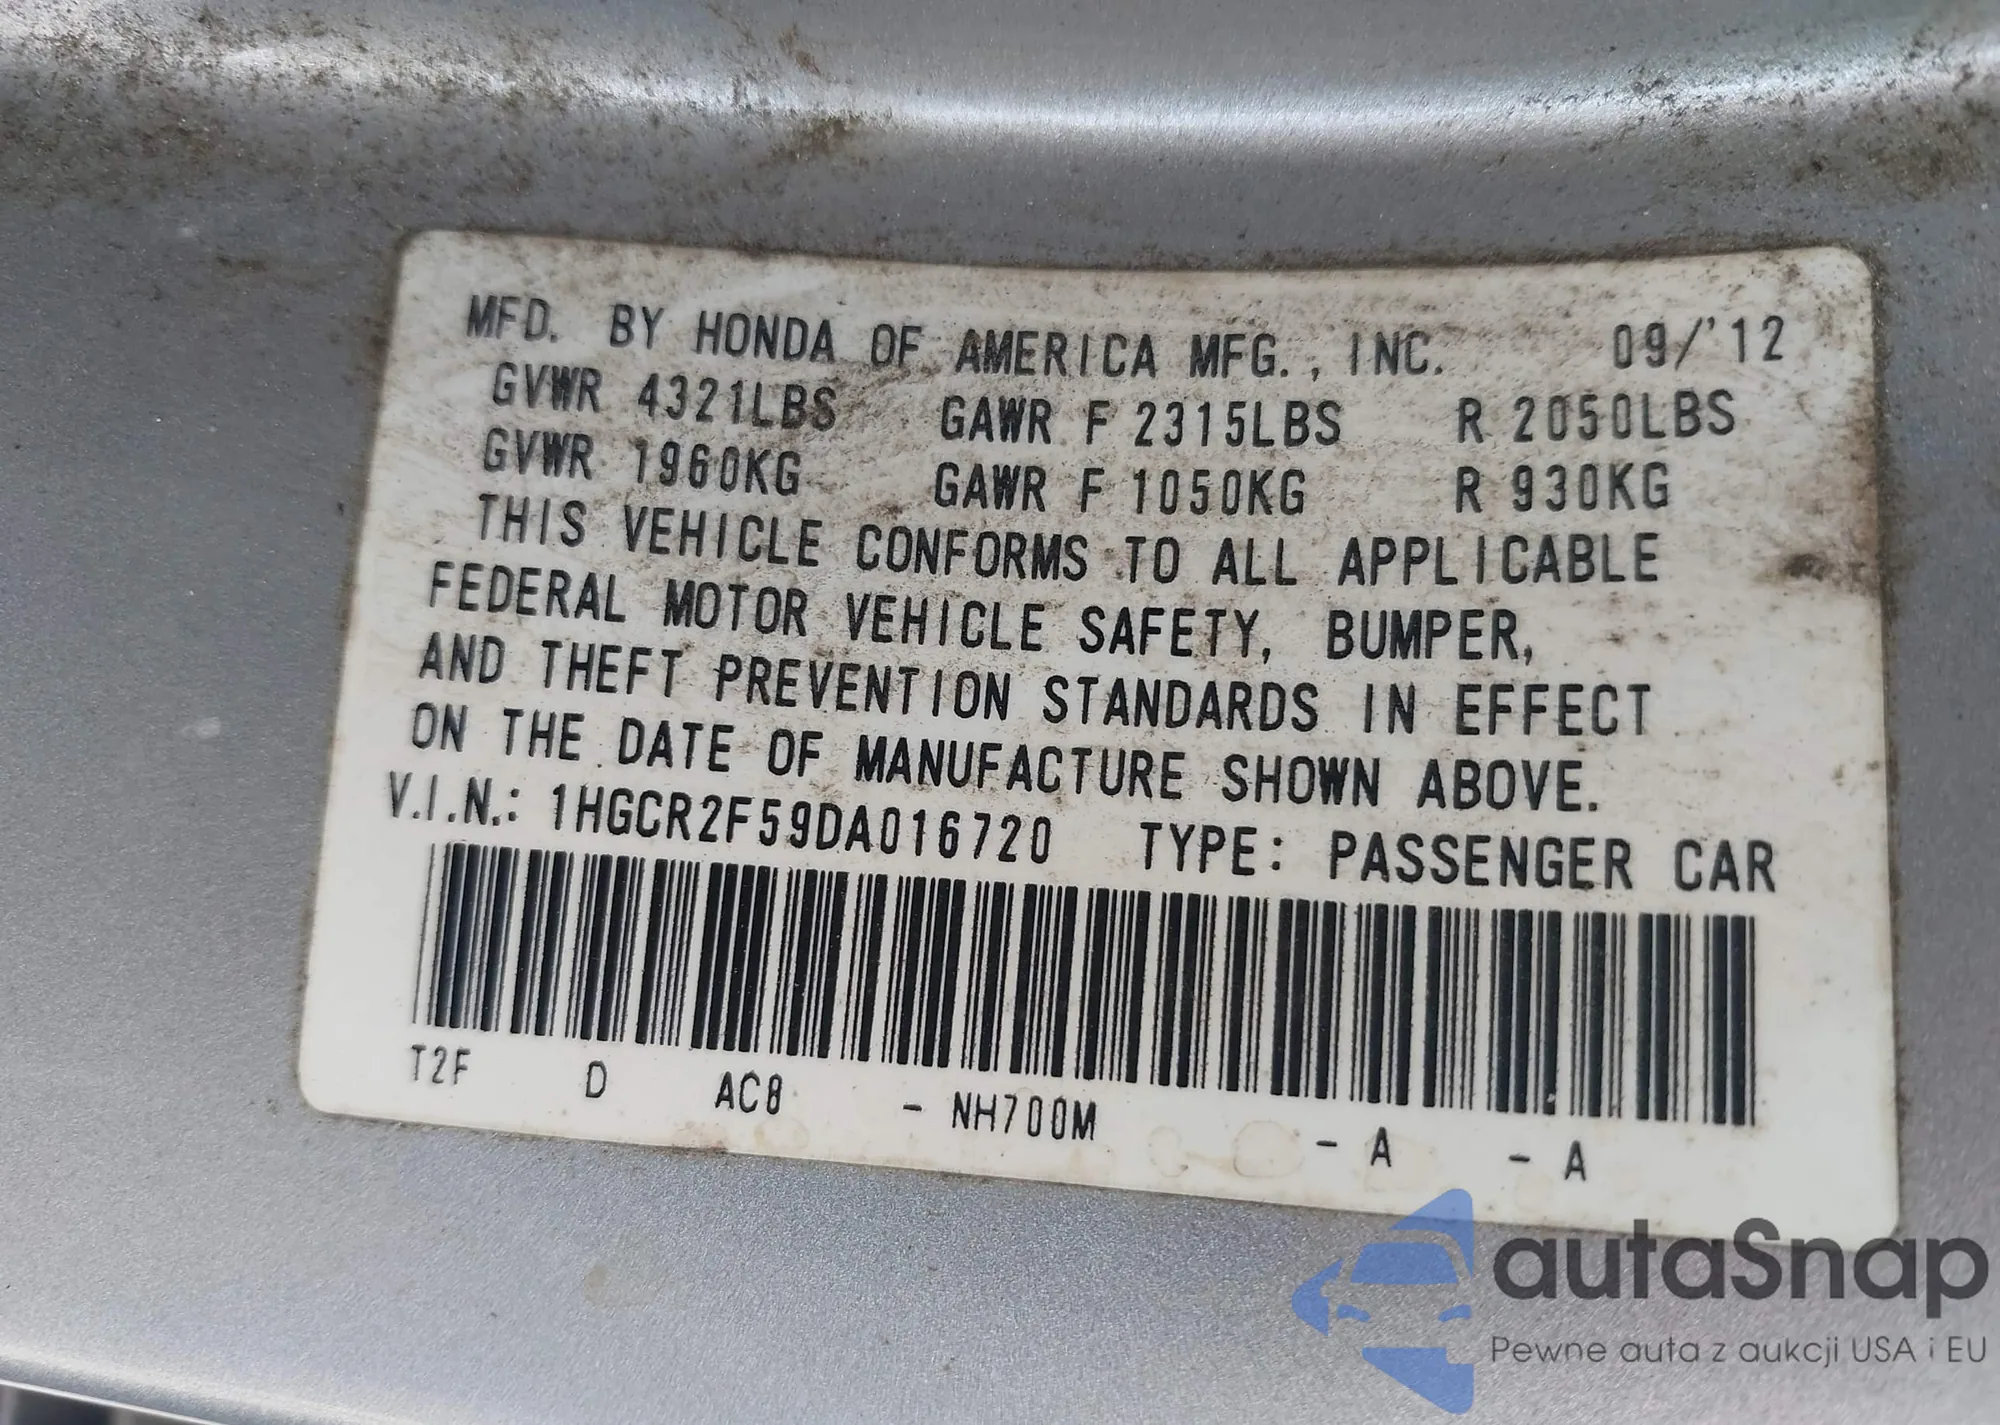 MFD. BY HONDA OF AMERICA MFG., INC. 09/'12
GVWR 4321LBS GAWR F 2315LBS R 2050LBS
GVWR 1960KG GAWR F 1050KG R 930KG
THIS VEHICLE CONFORMS TO ALL APPLICABLE
FEDERAL MOTOR VEHICLE SAFETY, BUMPER,
AND THEFT PREVENTION STANDARDS IN EFFECT
ON THE DATE OF MANUFACTURE SHOWN ABOVE.
V.I.N.: 1HGCR2F59DA016720 TYPE: PASSENGER CAR
T2F D AC8 - NH700M - A - A
autaSnap
Pewne auta z aukcji USA i EU